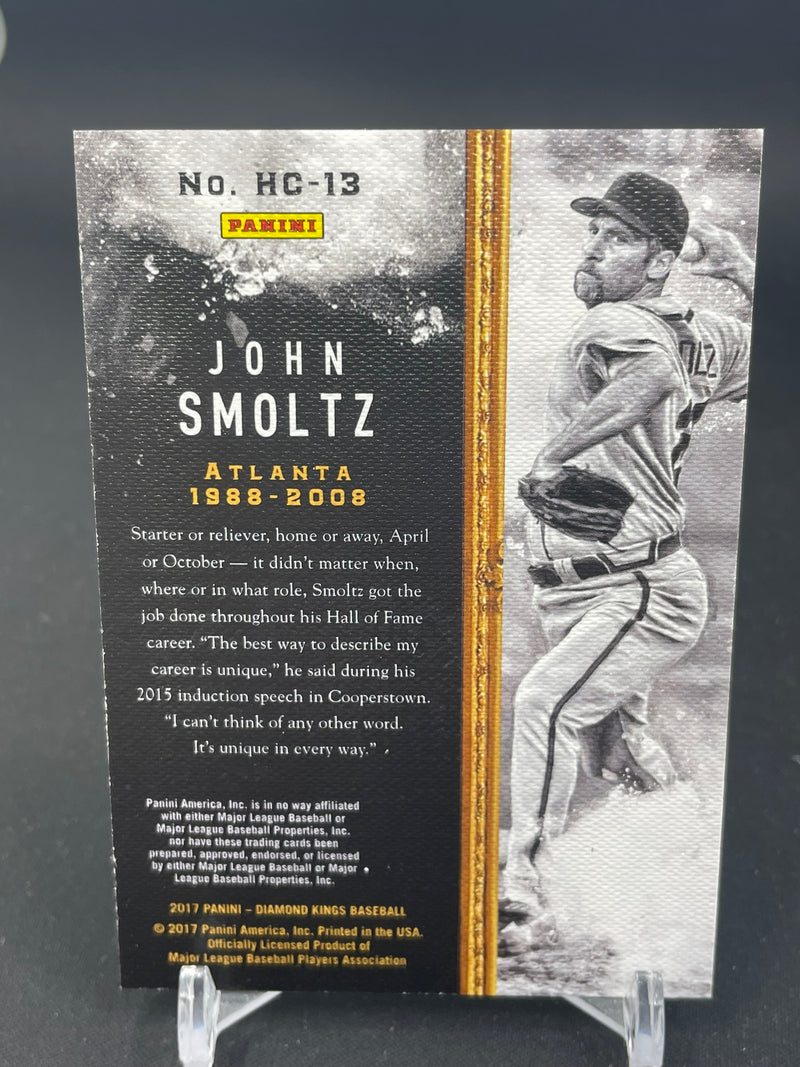 No. HC-13
PANINI
JOHN
SMOLTZ
ATLANTA
1988-2008
Starter or reliever, home or away, April
or October — it didn't matter when,
where or in what role, Smoltz got the
job done throughout his Hall of Fame
career. “The best way to describe my
career is unique,” he said during his
2015 induction speech in Cooperstown.
“I can't think of any other word.
It's unique in every way.”
Panini America, Inc. is in no way affiliated
with either Major League Baseball or
Major League Baseball Properties, Inc.
nor have these trading cards been
prepared, approved, endorsed, or licensed
by either Major League Baseball or Major
League Baseball Properties, Inc.
2017 PANINI – DIAMOND KINGS BASEBALL
© 2017 Panini America, Inc. Printed in the USA.
Officially Licensed Product of
Major League Baseball Players Association